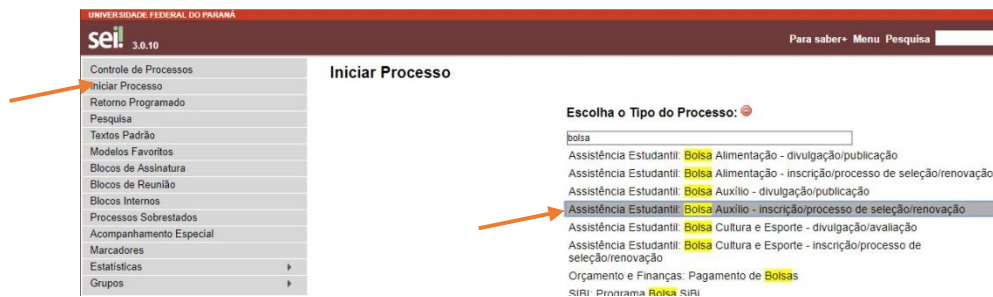 UNIVERSIDADE FEDERAL DO PARANÁ
sei! 3.0.10
Para saber+ Menu Pesquisa
Controle de Processos
Iniciar Processo
Retorno Programado
Pesquisa
Textos Padrão
Modelos Favoritos
Blocos de Assinatura
Blocos de Reunião
Blocos Internos
Processos Sobrestados
Acompanhamento Especial
Marcadores
Estatísticas
Grupos
Iniciar Processo
Escolha o Tipo do Processo:
bolsa
Assistência Estudantil: Bolsa Alimentação - divulgação/publicação
Assistência Estudantil: Bolsa Alimentação - inscrição/processo de seleção/renovação
Assistência Estudantil: Bolsa Auxílio - divulgação/publicação
Assistência Estudantil: Bolsa Auxílio - inscrição/processo de seleção/renovação
Assistência Estudantil: Bolsa Cultura e Esporte - divulgação/avaliação
Assistência Estudantil: Bolsa Cultura e Esporte - inscrição/processo de
seleção/renovação
Orçamento e Finanças: Pagamento de Bolsas
SIBI: Programa Bolsa SiBi